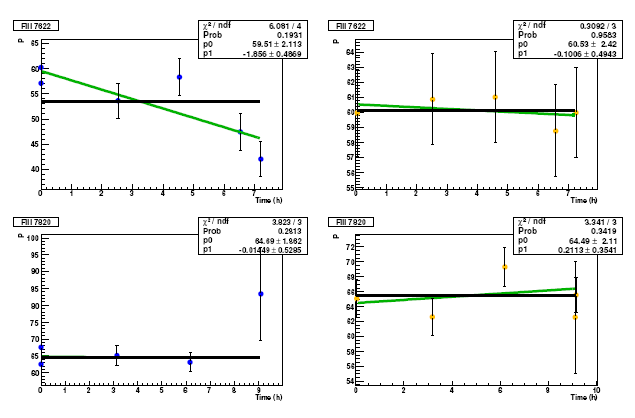 Fill 7622
χ² / ndf 6.081 / 4
Prob 0.1931
p0 59.51 ± 2.113
p1 -1.856 ± 0.4869
P
65
60
55
50
45
40
0 1 2 3 4 5 6 7
Time (h)
Fill 7622
χ² / ndf 0.3092 / 3
Prob 0.9583
p0 60.53 ± 2.42
p1 -0.1006 ± 0.4943
P
64
63
62
61
60
59
58
57
56
55
0 1 2 3 4 5 6 7
Time (h)
Fill 7820
χ² / ndf 3.823 / 3
Prob 0.2813
p0 64.69 ± 1.862
p1 -0.01449 ± 0.5285
P
100
95
90
85
80
75
70
65
60
0 1 2 3 4 5 6 7 8 9
Time (h)
Fill 7820
χ² / ndf 3.341 / 3
Prob 0.3419
p0 64.49 ± 2.11
p1 0.2113 ± 0.3541
P
72
70
68
66
64
62
60
58
56
54
0 2 4 6 8 10
Time (h)